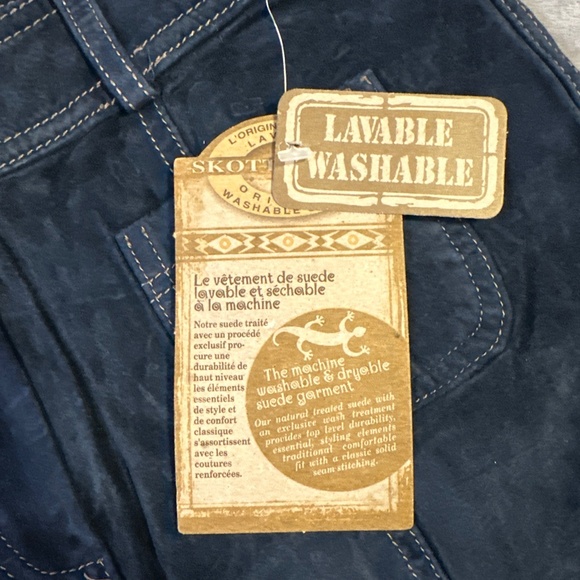 LAVABLE
WASHABLE
L'ORIGIN
LAV
SKOTT
ORI
WASHABLE
Le vêtement de suede
lavable et séchable
à la machine
Notre suede traité
avec un procédé
exclusif pro-
cure une
durabilité de
haut niveau
les éléments
essentiels
de style et
de confort
classique
s'assortissent
avec les
coutures
renforcées.
The machine
washable & dryable
suede garment
Our natural treated suede with
an exclusive wash treatment
provides top level durability,
essential, styling elements
traditional comfortable
fit with a classic solid
seam stitching.